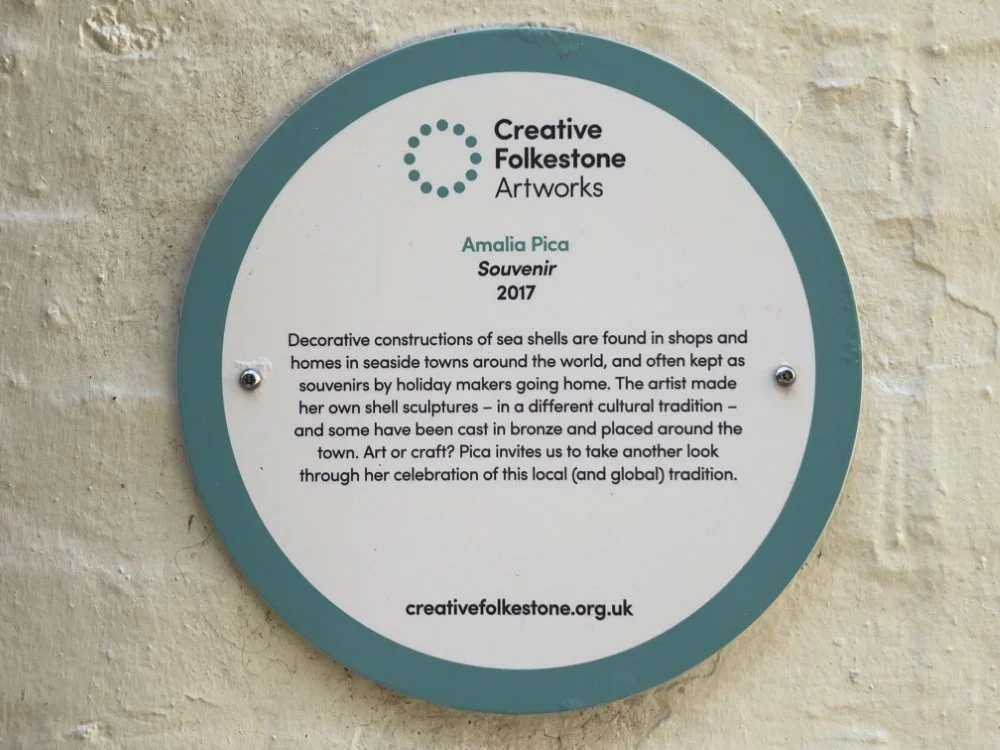 Creative
Folkestone
Artworks
Amalia Pica
Souvenir
2017
Decorative constructions of sea shells are found in shops and
homes in seaside towns around the world, and often kept as
souvenirs by holiday makers going home. The artist made
her own shell sculptures – in a different cultural tradition –
and some have been cast in bronze and placed around the
town. Art or craft? Pica invites us to take another look
through her celebration of this local (and global) tradition.
creativefolkestone.org.uk